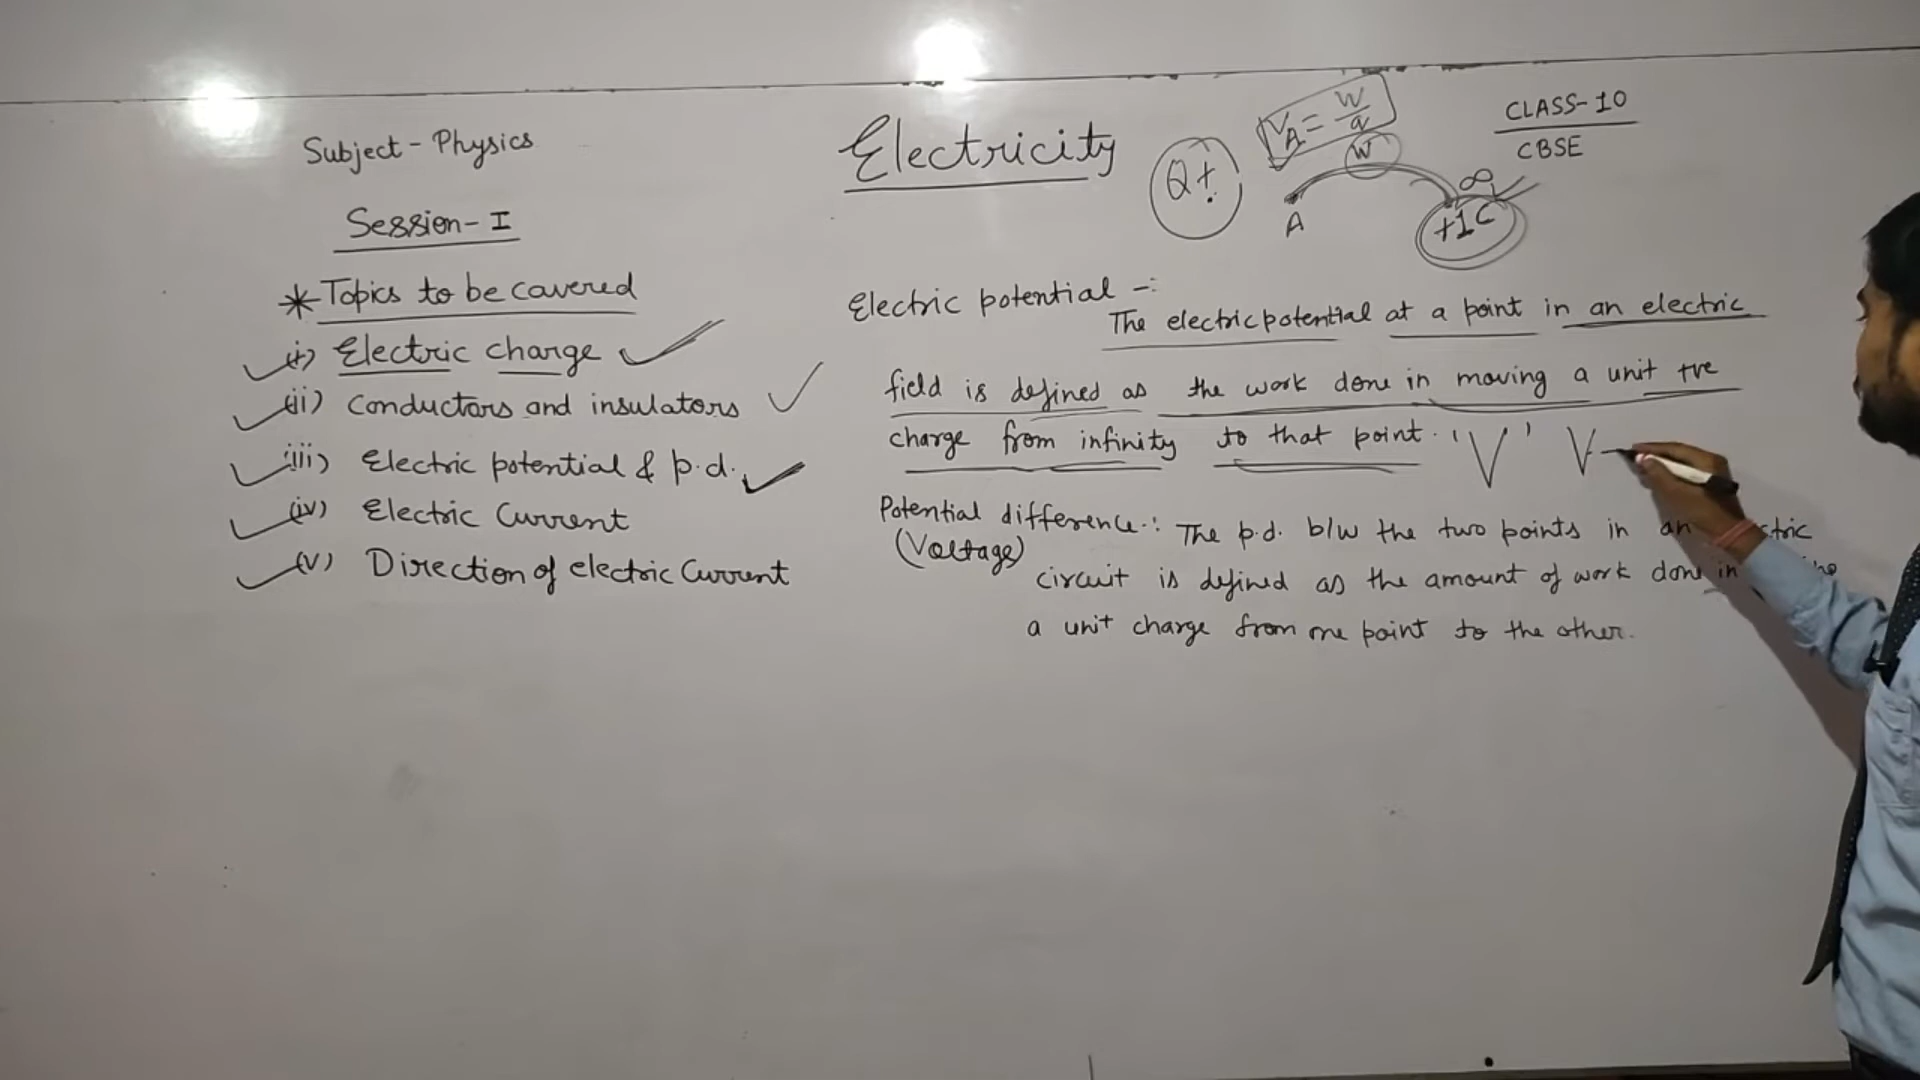 Subject - Physics
Session - I
* Topics to be covered
(i) Electric charge
(ii) Conductors and insulators
(iii) Electric potential & p.d.
(iv) Electric Current
(v) Direction of electric Current
Electricity
Q+
V_A = W/q
W
A
∞
+1C
CLASS-10
CBSE
Electric potential -:
The electric potential at a point in an electric
field is defined as the work done in moving a unit +ve
charge from infinity to that point. 'V' V-
Potential difference.: The p.d. b/w the two points in an
(Voltage)
circuit is defined as the amount of work done in
a unit charge from one point to the other.